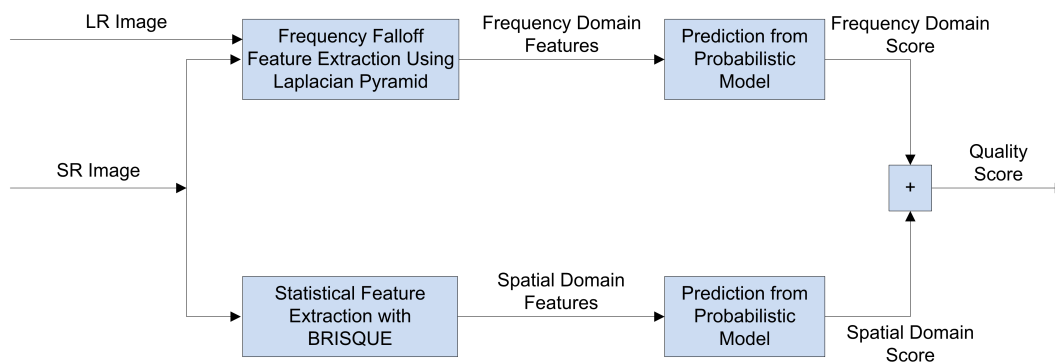 LR Image
Frequency Falloff
Feature Extraction Using
Laplacian Pyramid
Frequency Domain
Features
Prediction from
Probabilistic
Model
Frequency Domain
Score
SR Image
+
Quality
Score
Statistical Feature
Extraction with
BRISQUE
Spatial Domain
Features
Prediction from
Probabilistic
Model
Spatial Domain
Score